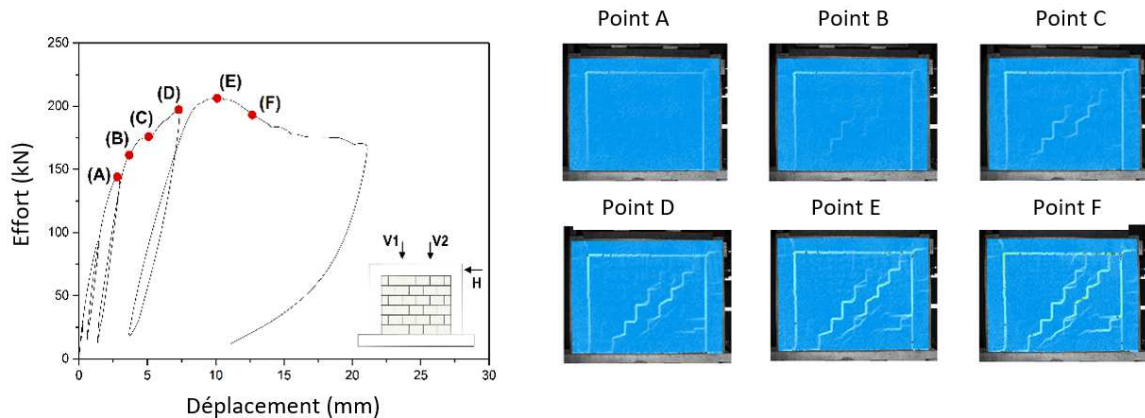 Effort (kN)
250
200
150
100
50
0
(A)
(B)
(C)
(D)
(E)
(F)
V1 V2
H
0 5 10 15 20 25 30
Déplacement (mm)
Point A Point B Point C
Point D Point E Point F